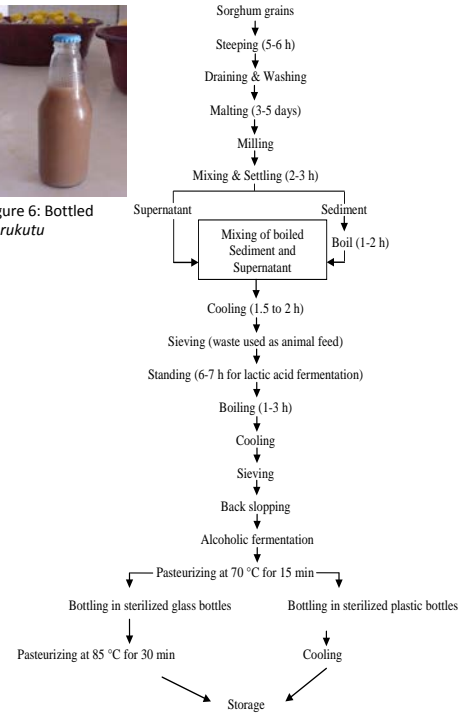 Sorghum grains
Steeping (5-6 h)
Draining & Washing
Malting (3-5 days)
Milling
Mixing & Settling (2-3 h)
Supernatant
Sediment
Boil (1-2 h)
Mixing of boiled
Sediment and
Supernatant
Cooling (1.5 to 2 h)
Sieving (waste used as animal feed)
Standing (6-7 h for lactic acid fermentation)
Boiling (1-3 h)
Cooling
Sieving
Back slopping
Alcoholic fermentation
Pasteurizing at 70 °C for 15 min
Bottling in sterilized glass bottles
Bottling in sterilized plastic bottles
Pasteurizing at 85 °C for 30 min
Cooling
Storage
gure 6: Bottled
rukutu